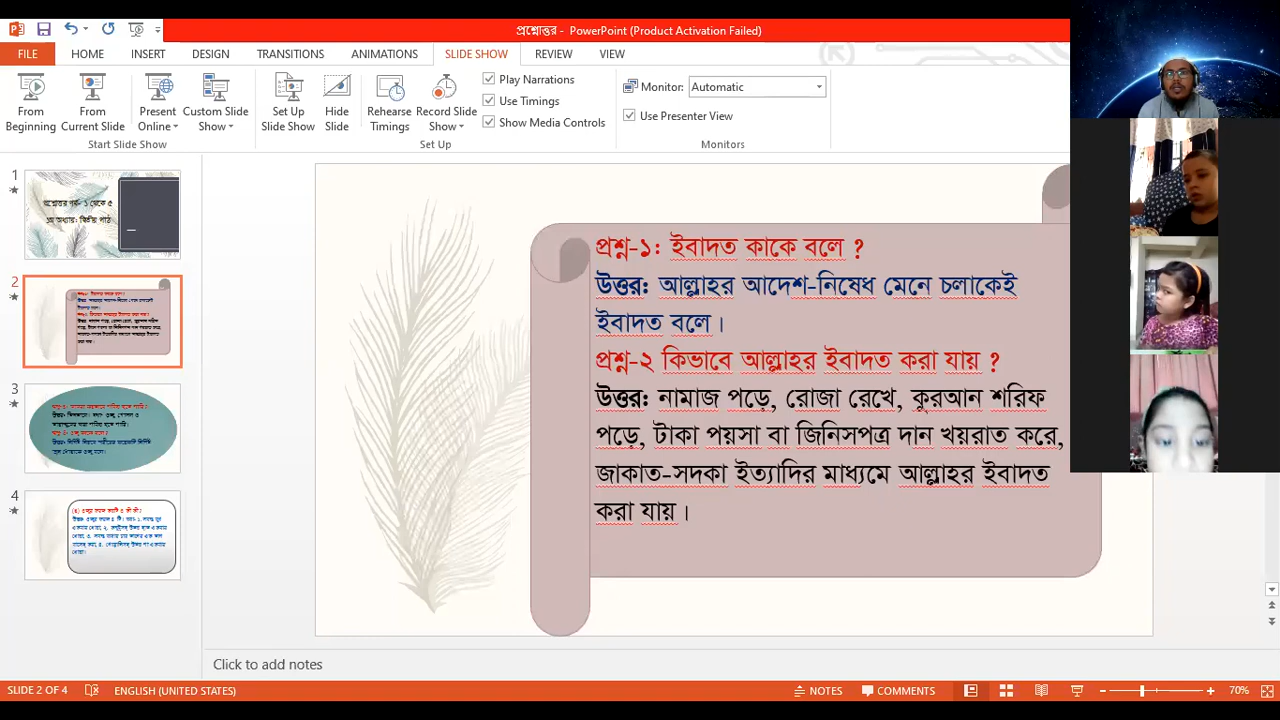 প্রশ্নোত্তর - PowerPoint (Product Activation Failed)
FILE HOME INSERT DESIGN TRANSITIONS ANIMATIONS SLIDE SHOW REVIEW VIEW
From Beginning
From Current Slide
Present Online
Custom Slide Show
Start Slide Show
Set Up Slide Show
Hide Slide
Rehearse Timings
Record Slide Show
Play Narrations
Use Timings
Show Media Controls
Set Up
Monitor: Automatic
Use Presenter View
Monitors
1
2
3
4
প্রশ্ন-১: ইবাদত কাকে বলে ?
উত্তর: আল্লাহর আদেশ-নিষেধ মেনে চলাকেই
ইবাদত বলে।
প্রশ্ন-২ কিভাবে আল্লাহর ইবাদত করা যায় ?
উত্তর: নামাজ পড়ে, রোজা রেখে, কুরআন শরিফ
পড়ে, টাকা পয়সা বা জিনিসপত্র দান খয়রাত করে,
জাকাত-সদকা ইত্যাদির মাধ্যমে আল্লাহর ইবাদত
করা যায়।
Click to add notes
SLIDE 2 OF 4 ENGLISH (UNITED STATES) NOTES COMMENTS 70%